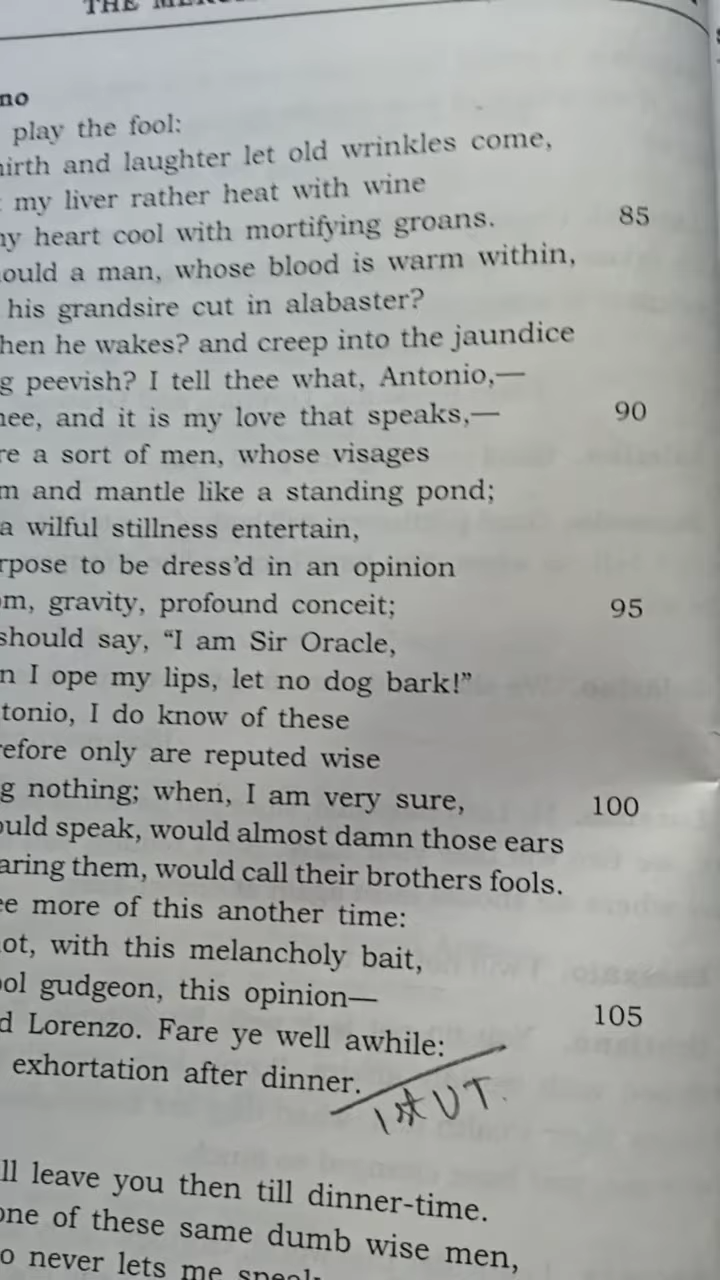 THE
no
play the fool:
irth and laughter let old wrinkles come,
my liver rather heat with wine
y heart cool with mortifying groans. 85
ould a man, whose blood is warm within,
his grandsire cut in alabaster?
hen he wakes? and creep into the jaundice
g peevish? I tell thee what, Antonio,—
ee, and it is my love that speaks,— 90
re a sort of men, whose visages
m and mantle like a standing pond;
a wilful stillness entertain,
rpose to be dress'd in an opinion
m, gravity, profound conceit; 95
should say, “I am Sir Oracle,
n I ope my lips, let no dog bark!”
tonio, I do know of these
refore only are reputed wise
g nothing; when, I am very sure, 100
ould speak, would almost damn those ears
aring them, would call their brothers fools.
ee more of this another time:
ot, with this melancholy bait,
ol gudgeon, this opinion— 105
d Lorenzo. Fare ye well awhile:
exhortation after dinner.
1st UT.
ll leave you then till dinner-time.
one of these same dumb wise men,
o never lets me